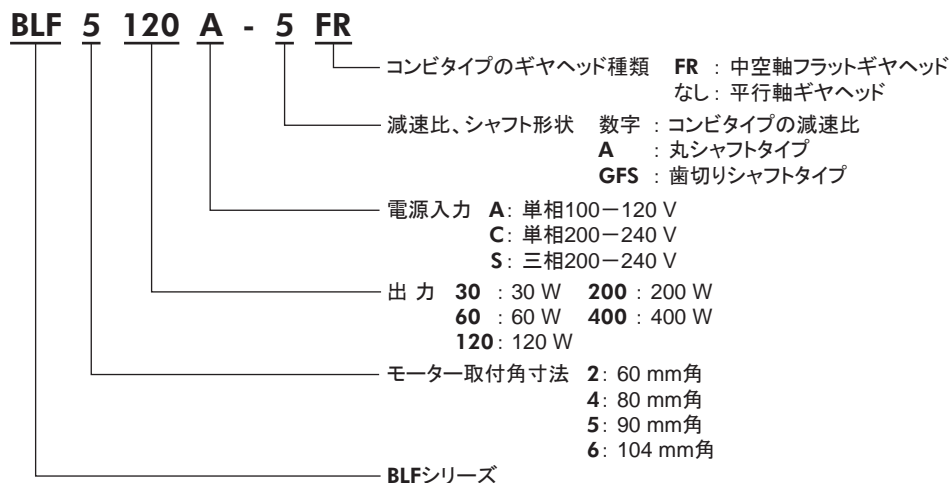 BLF 5 120 A - 5 FR
コンビタイプのギヤヘッド種類 FR : 中空軸フラットギヤヘッド
なし : 平行軸ギヤヘッド
減速比、シャフト形状 数字 : コンビタイプの減速比
A : 丸シャフトタイプ
GFS : 歯切りシャフトタイプ
電源入力 A : 単相100－120 V
C : 単相200－240 V
S : 三相200－240 V
出 力 30 : 30 W 200 : 200 W
60 : 60 W 400 : 400 W
120 : 120 W
モーター取付角寸法 2 : 60 mm角
4 : 80 mm角
5 : 90 mm角
6 : 104 mm角
BLFシリーズ